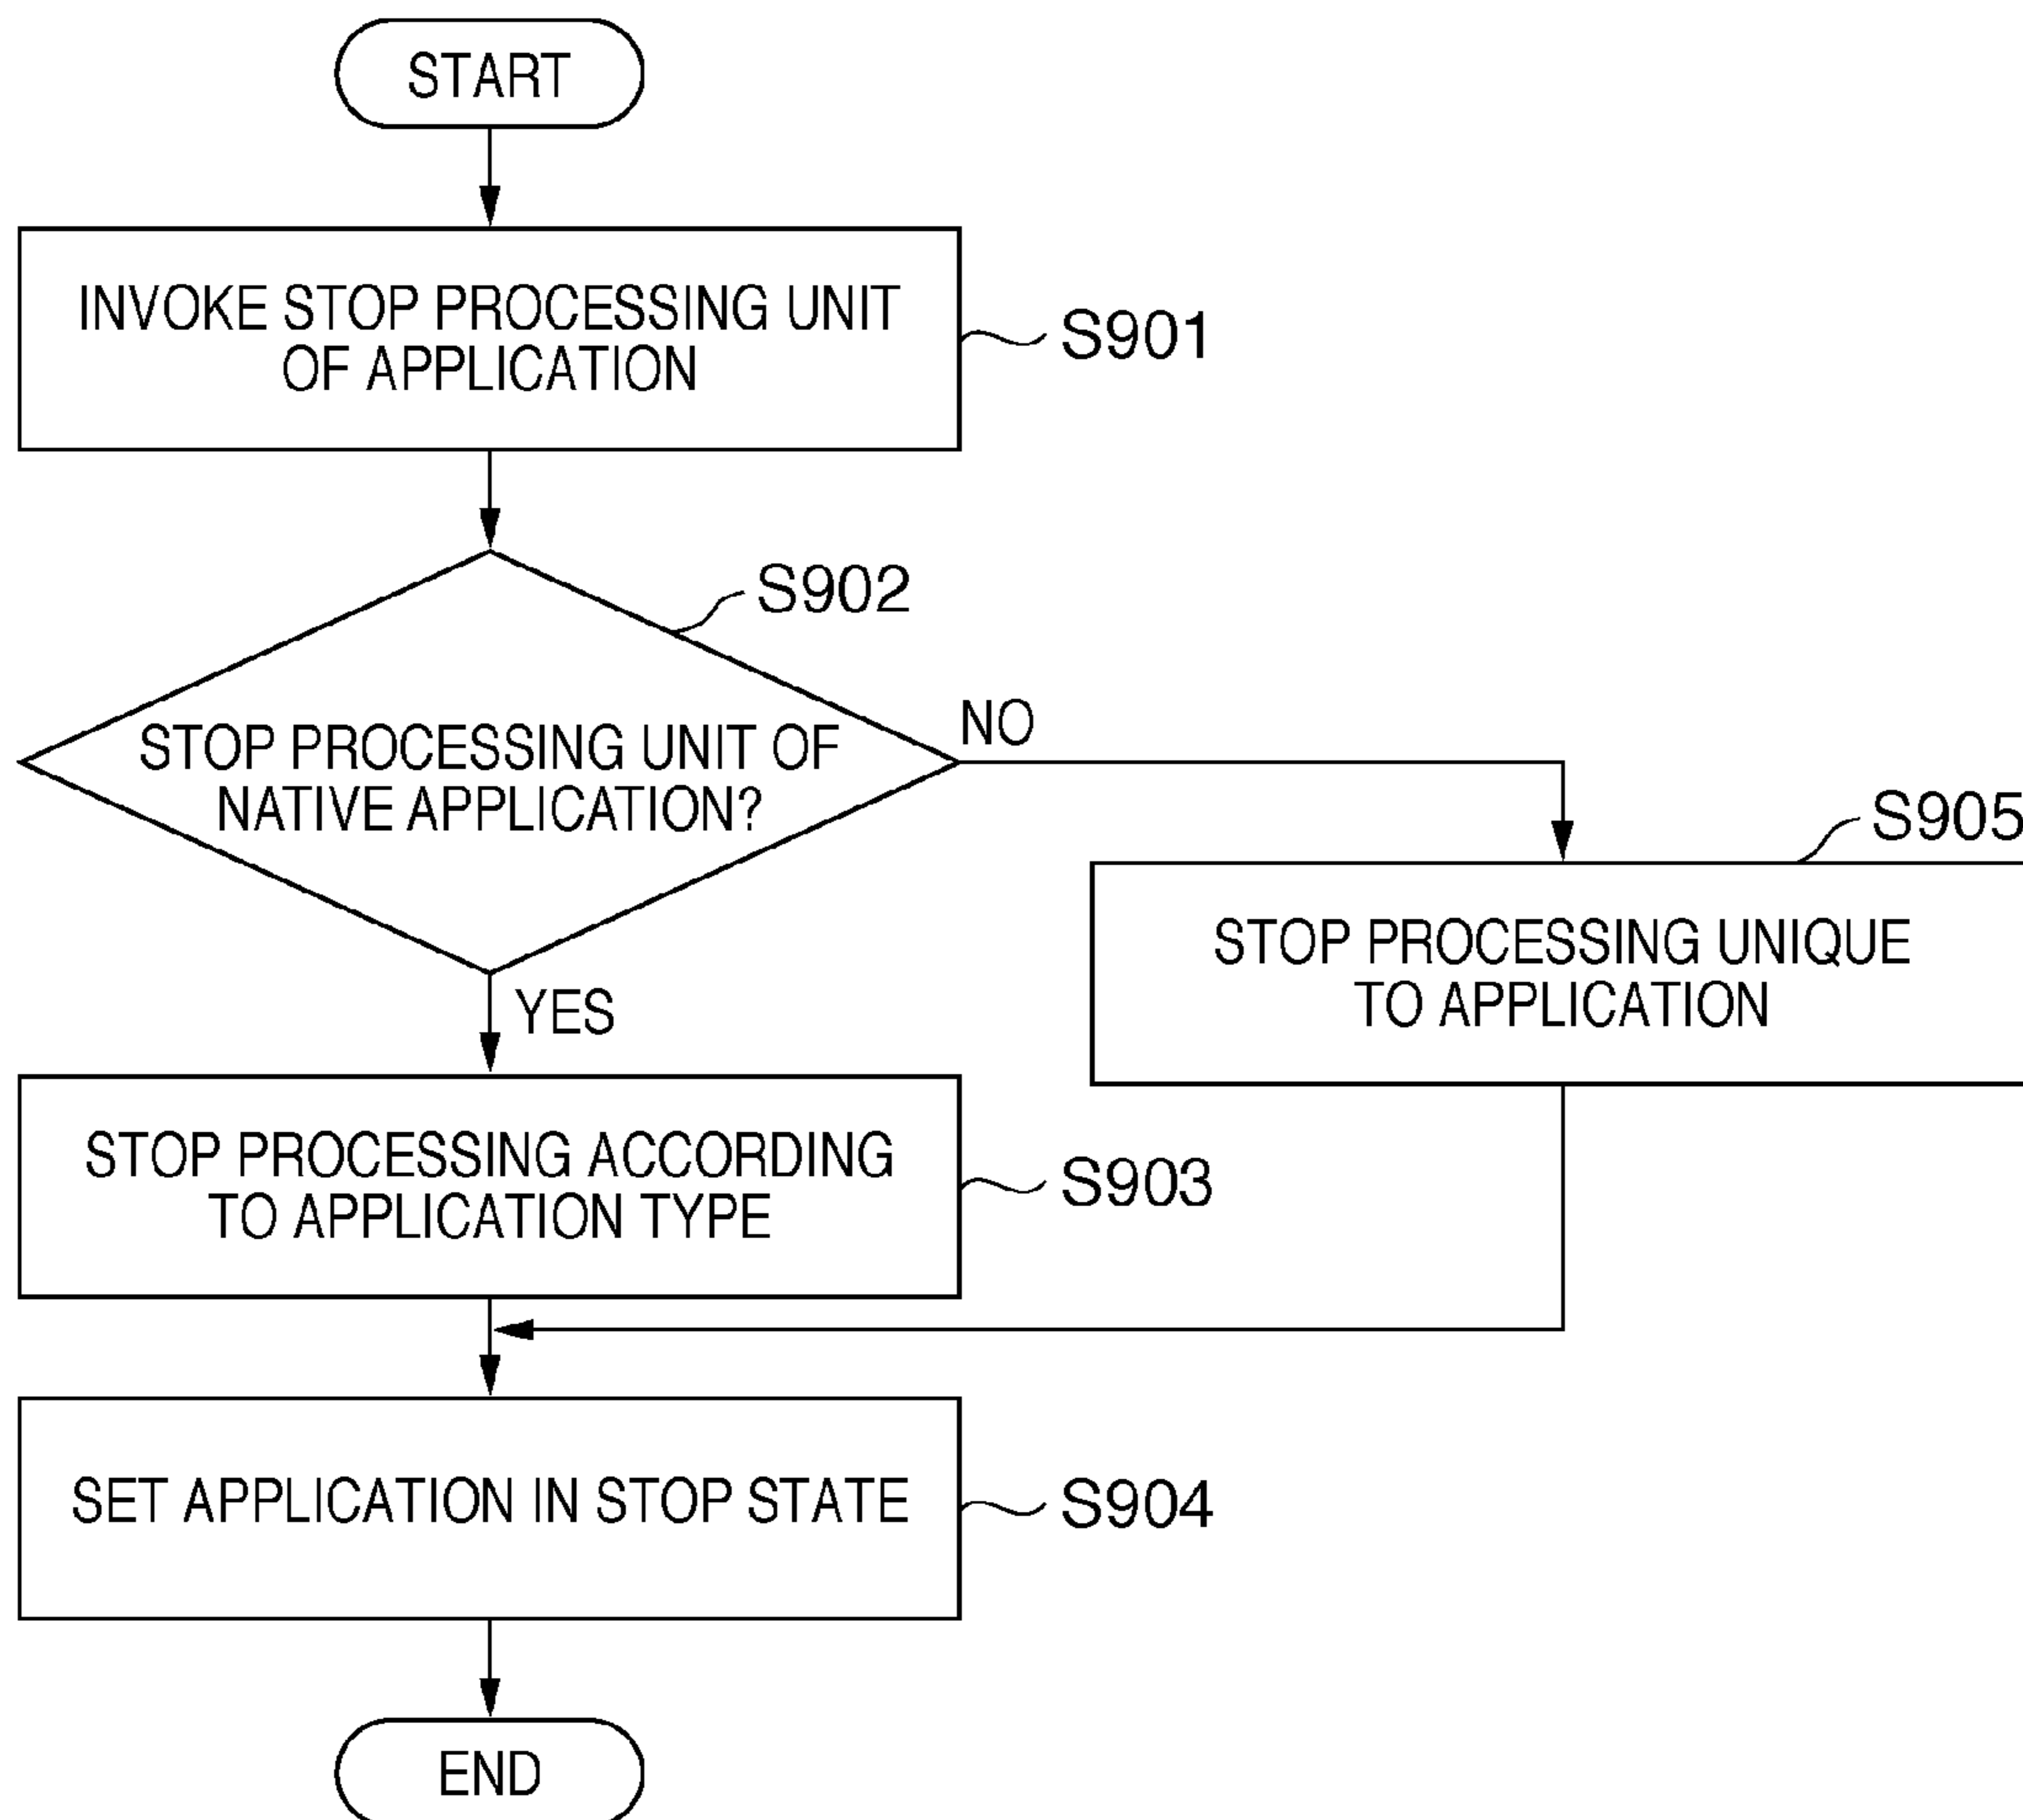 START
INVOKE STOP PROCESSING UNIT
OF APPLICATION
S901
S902
STOP PROCESSING UNIT OF
NATIVE APPLICATION?
NO
YES
S905
STOP PROCESSING UNIQUE
TO APPLICATION
STOP PROCESSING ACCORDING
TO APPLICATION TYPE
S903
SET APPLICATION IN STOP STATE
S904
END